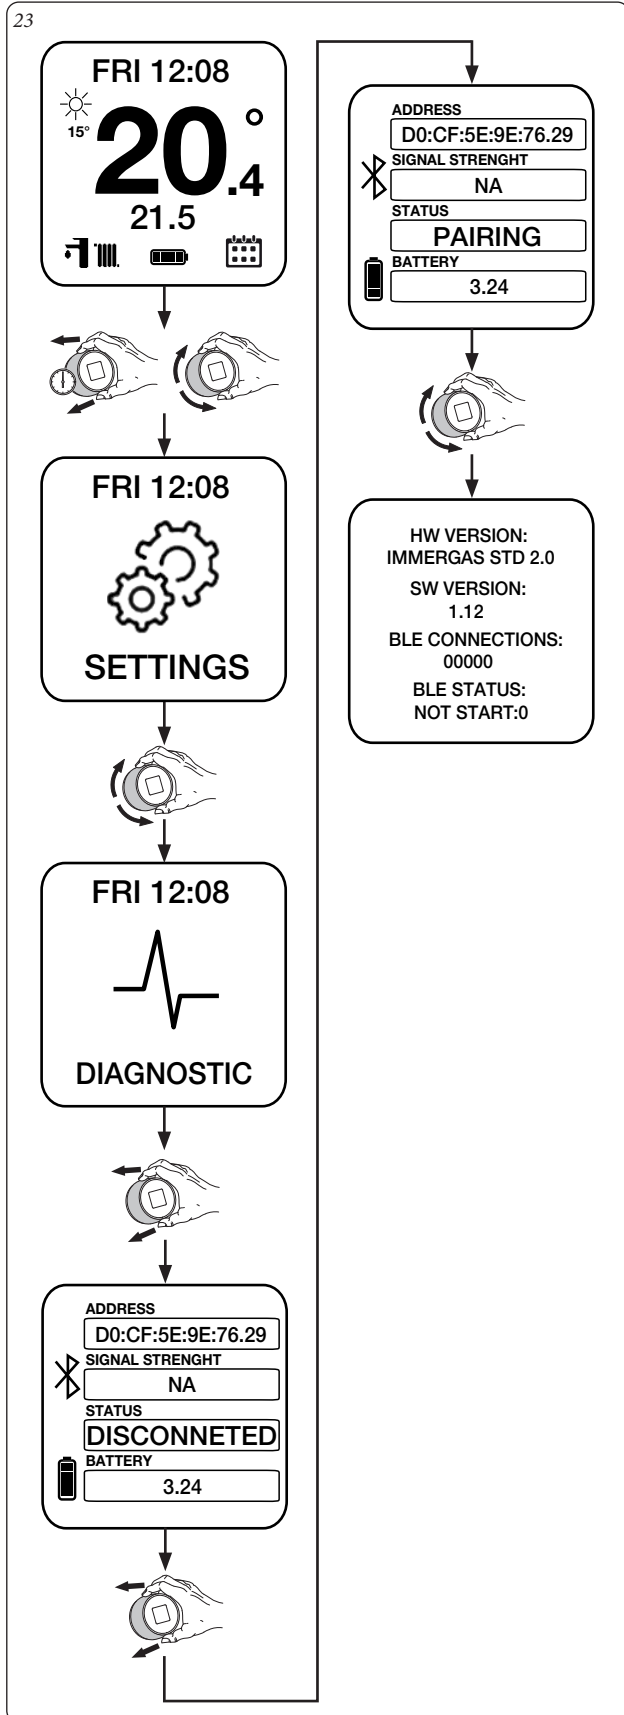 23
FRI 12:08
15°
20.4°
21.5
FRI 12:08
SETTINGS
FRI 12:08
DIAGNOSTIC
ADDRESS
D0:CF:5E:9E:76.29
SIGNAL STRENGHT
NA
STATUS
DISCONNETED
BATTERY
3.24
ADDRESS
D0:CF:5E:9E:76.29
SIGNAL STRENGHT
NA
STATUS
PAIRING
BATTERY
3.24
HW VERSION:
IMMERGAS STD 2.0
SW VERSION:
1.12
BLE CONNECTIONS:
00000
BLE STATUS:
NOT START:0